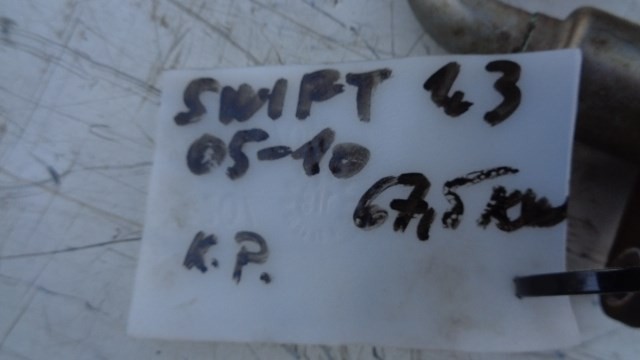 SWIFT 1,3
05-10
67,5 kw
K.P.